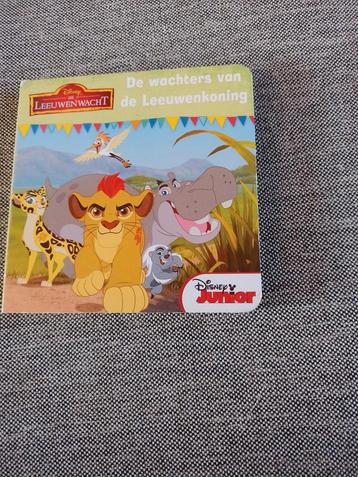 Disney
DE
LEEUWENWACHT
De wachters van
de Leeuwenkoning
Disney
Junior